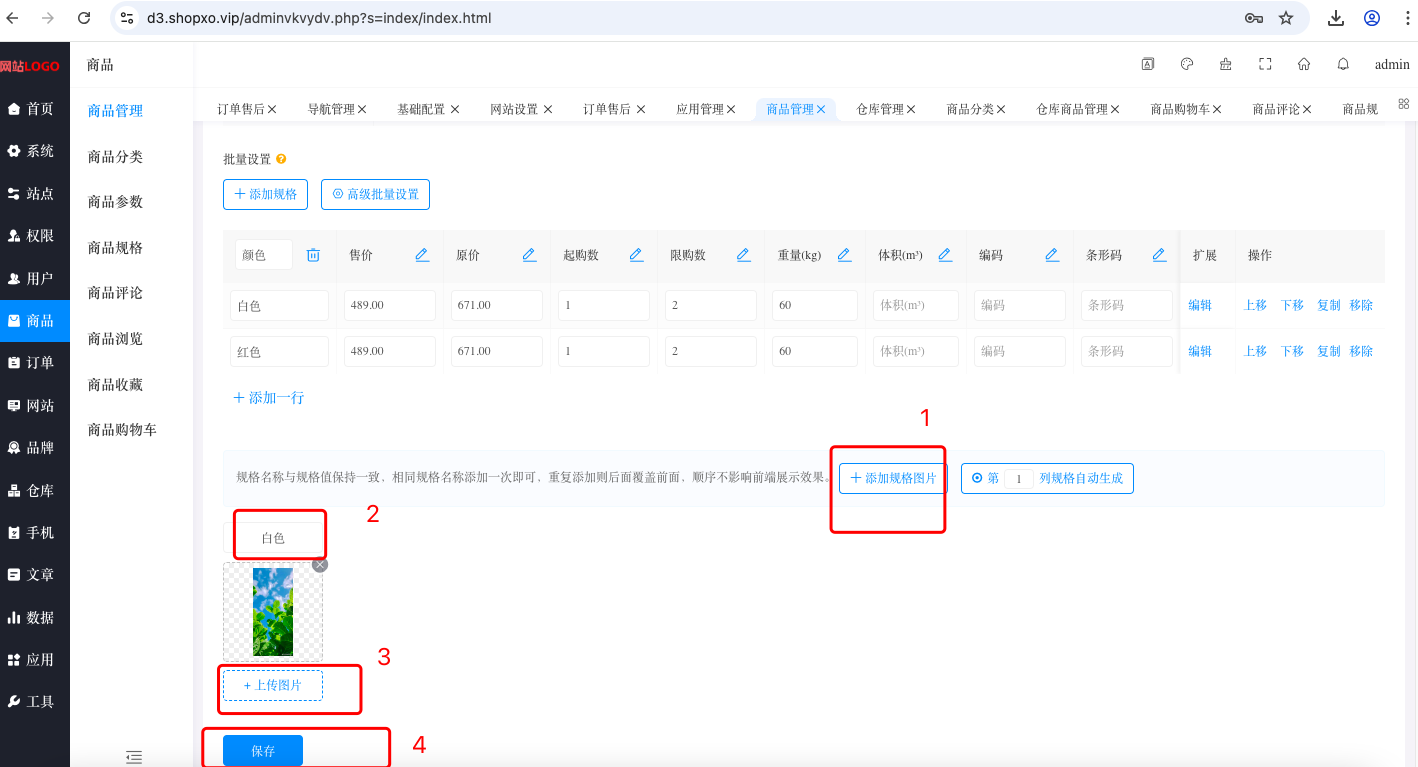 d3.shopxo.vip/adminvkvydv.php?s=index/index.html
网站LOGO
首页
系统
站点
权限
用户
商品
订单
网站
品牌
仓库
手机
文章
数据
应用
工具
商品
商品管理
商品分类
商品参数
商品规格
商品评论
商品浏览
商品收藏
商品购物车
admin
订单售后 导航管理 基础配置 网站设置 订单售后 应用管理 商品管理 仓库管理 商品分类 仓库商品管理 商品购物车 商品评论 商品规
批量设置
添加规格 高级批量设置
颜色 售价 原价 起购数 限购数 重量(kg) 体积(m³) 编码 条形码 扩展 操作
白色 489.00 671.00 1 2 60 体积(m³) 编码 条形码 编辑 上移 下移 复制 移除
红色 489.00 671.00 1 2 60 体积(m³) 编码 条形码 编辑 上移 下移 复制 移除
添加一行
1
规格名称与规格值保持一致、相同规格名称添加一次即可、重复添加则后面覆盖前面、顺序不影响前端展示效果。 添加规格图片 第 1 列规格自动生成
2
白色
3
+ 上传图片
4
保存